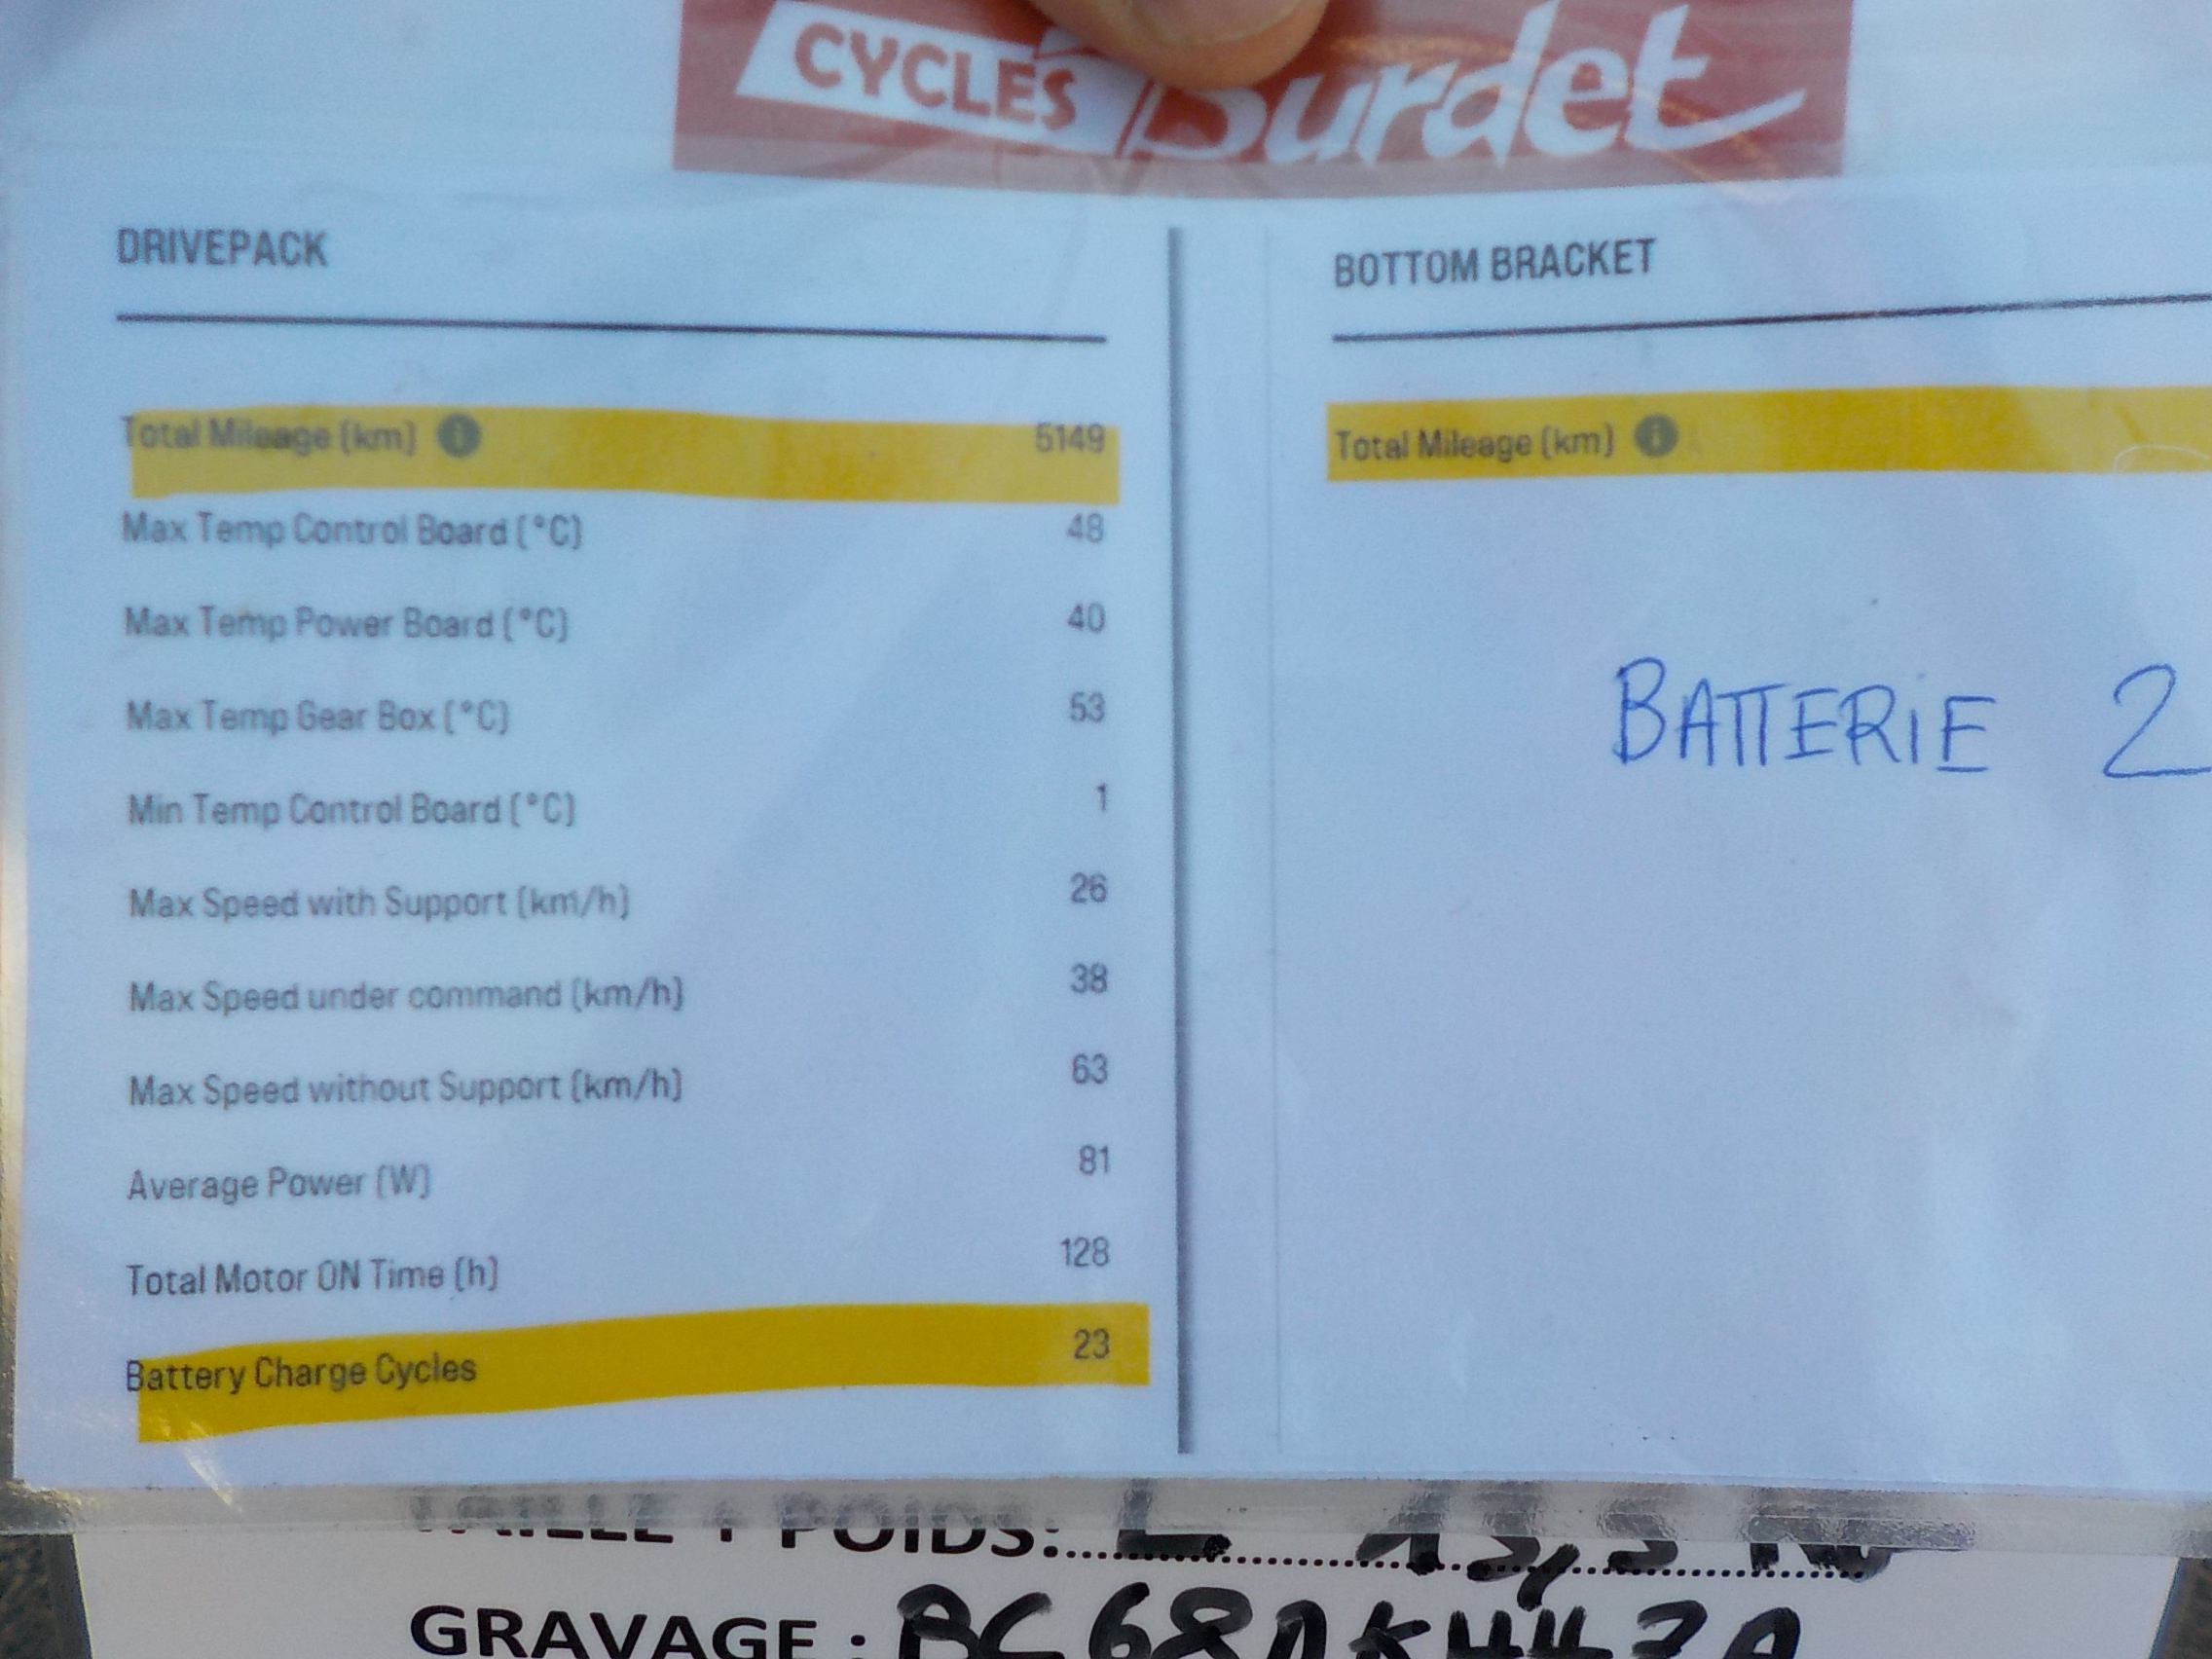 CYCLES Burdet
DRIVEPACK
Total Mileage (km) 5149
Max Temp Control Board (°C) 48
Max Temp Power Board (°C) 40
Max Temp Gear Box (°C) 53
Min Temp Control Board (°C) 1
Max Speed with Support (km/h) 26
Max Speed under command (km/h) 38
Max Speed without Support (km/h) 63
Average Power (W) 81
Total Motor ON Time (h) 128
Battery Charge Cycles 23
BOTTOM BRACKET
Total Mileage (km)
BATTERIE 2
TAILLE + POIDS: L
GRAVAGE :